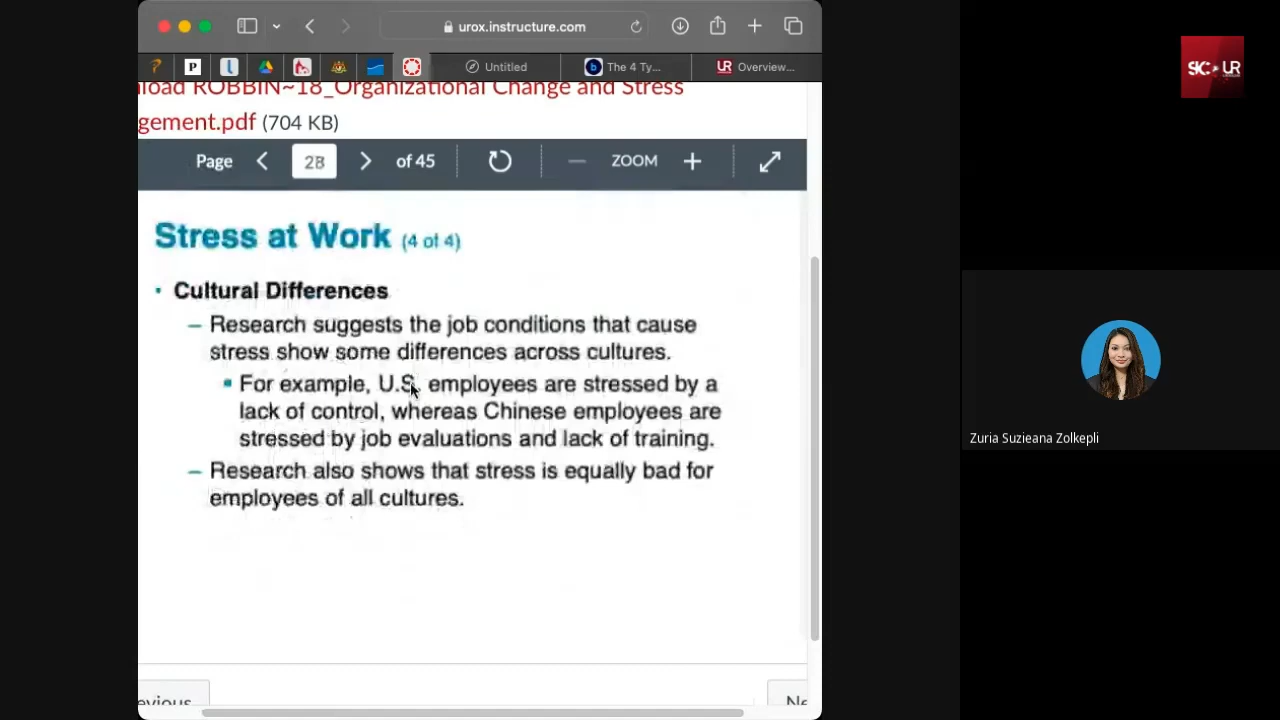 urox.instructure.com
P
Untitled
b The 4 Ty...
UR Overview...
load ROBBIN~18_Organizational Change and Stress
gement.pdf (704 KB)
Page 28 of 45 ZOOM
Stress at Work (4 of 4)
• Cultural Differences
– Research suggests the job conditions that cause
stress show some differences across cultures.
▪ For example, U.S. employees are stressed by a
lack of control, whereas Chinese employees are
stressed by job evaluations and lack of training.
– Research also shows that stress is equally bad for
employees of all cultures.
evious
Ne
UR
Zuria Suzieana Zolkepli